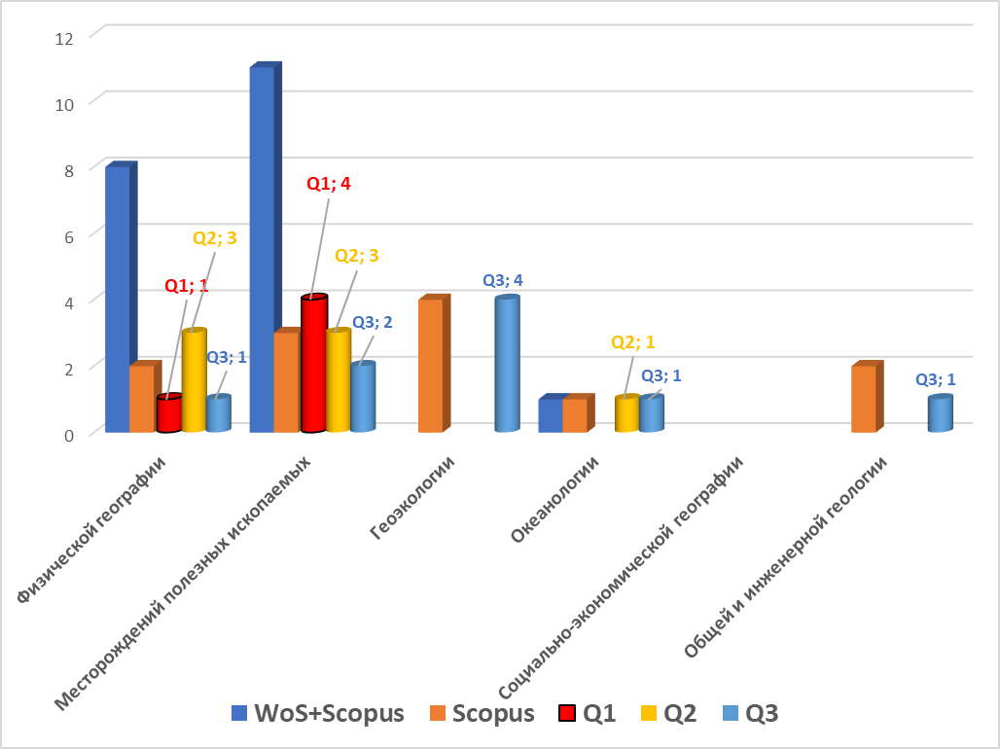 12
10
8
6
4
2
0
Q1; 4
Q2; 3
Q2; 3
Q1; 1
Q3; 4
Q3; 2
Q2; 1
Q3; 1
Q3; 1
Q3; 1
Физической географии
Месторождений полезных ископаемых
Геоэкологии
Океанологии
Социально-экономической географии
Общей и инженерной геологии
WoS+Scopus Scopus Q1 Q2 Q3